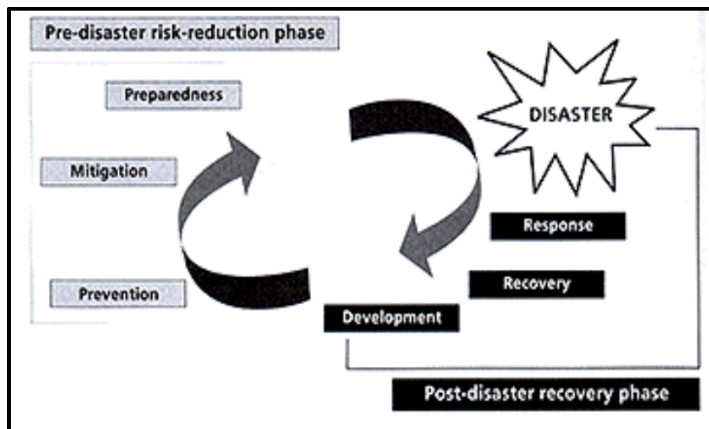 Pre-disaster risk-reduction phase
Preparedness
DISASTER
Mitigation
Response
Recovery
Prevention
Development
Post-disaster recovery phase